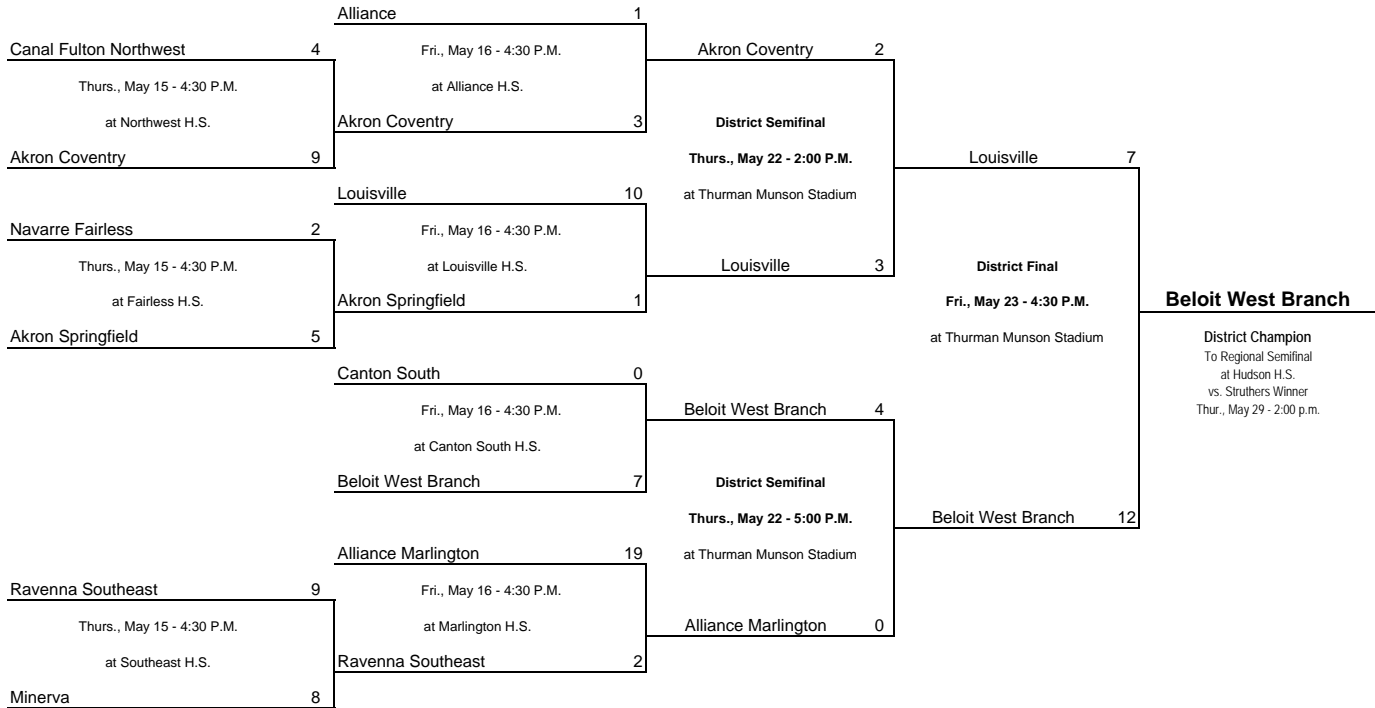 Alliance 1
Canal Fulton Northwest 4
Fri., May 16 - 4:30 P.M.
Akron Coventry 2
Thurs., May 15 - 4:30 P.M.
at Alliance H.S.
at Northwest H.S.
Akron Coventry 3
District Semifinal
Akron Coventry 9
Thurs., May 22 - 2:00 P.M.
Louisville 7
Louisville 10
at Thurman Munson Stadium
Navarre Fairless 2
Fri., May 16 - 4:30 P.M.
Thurs., May 15 - 4:30 P.M.
at Louisville H.S.
Louisville 3
District Final
at Fairless H.S.
Akron Springfield 1
Fri., May 23 - 4:30 P.M.
Beloit West Branch
Akron Springfield 5
at Thurman Munson Stadium
District Champion
To Regional Semifinal
Canton South 0
at Hudson H.S.
vs. Struthers Winner
Fri., May 16 - 4:30 P.M.
Beloit West Branch 4
Thur., May 29 - 2:00 p.m.
at Canton South H.S.
Beloit West Branch 7
District Semifinal
Thurs., May 22 - 5:00 P.M.
Beloit West Branch 12
Alliance Marlington 19
at Thurman Munson Stadium
Ravenna Southeast 9
Fri., May 16 - 4:30 P.M.
Thurs., May 15 - 4:30 P.M.
at Marlington H.S.
Alliance Marlington 0
at Southeast H.S.
Ravenna Southeast 2
Minerva 8